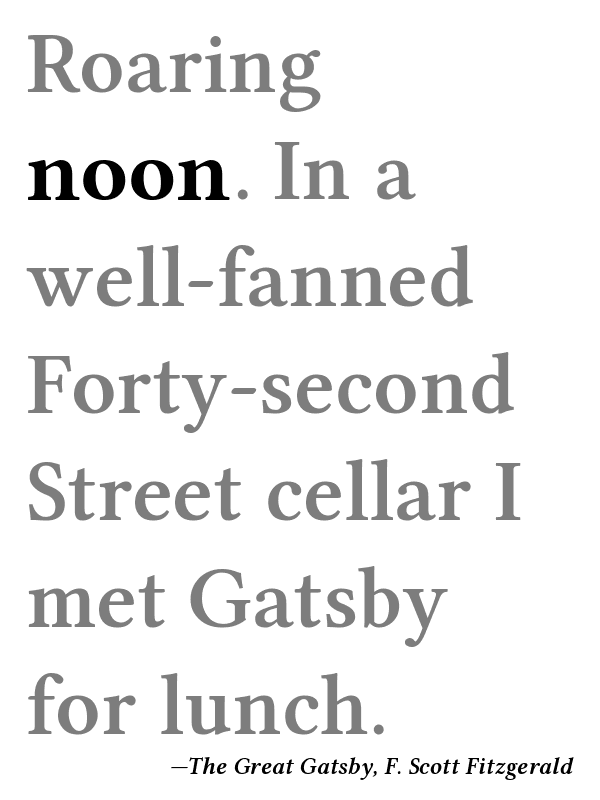 Roaring
noon. In a
well-fanned
Forty-second
Street cellar I
met Gatsby
for lunch.
—The Great Gatsby, F. Scott Fitzgerald